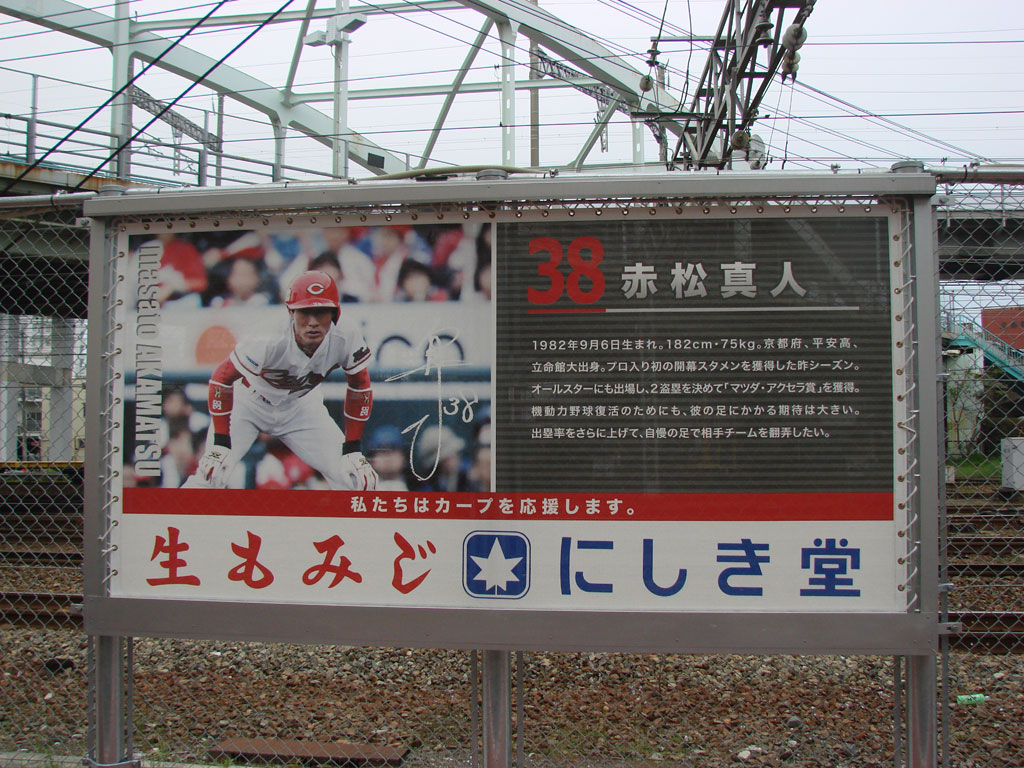 masato AKAMATSU
38 赤松真人
1982年9月6日生まれ。182cm・75kg。京都府、平安高、
立命館大出身。プロ入り初の開幕スタメンを獲得した昨シーズン。
オールスターにも出場し、2盗塁を決めて「マツダ・アクセラ賞」を獲得。
機動力野球復活のためにも、彼の足にかかる期待は大きい。
出塁率をさらに上げて、自慢の足で相手チームを翻弄したい。
38
私たちはカープを応援します。
生もみじ にしき堂